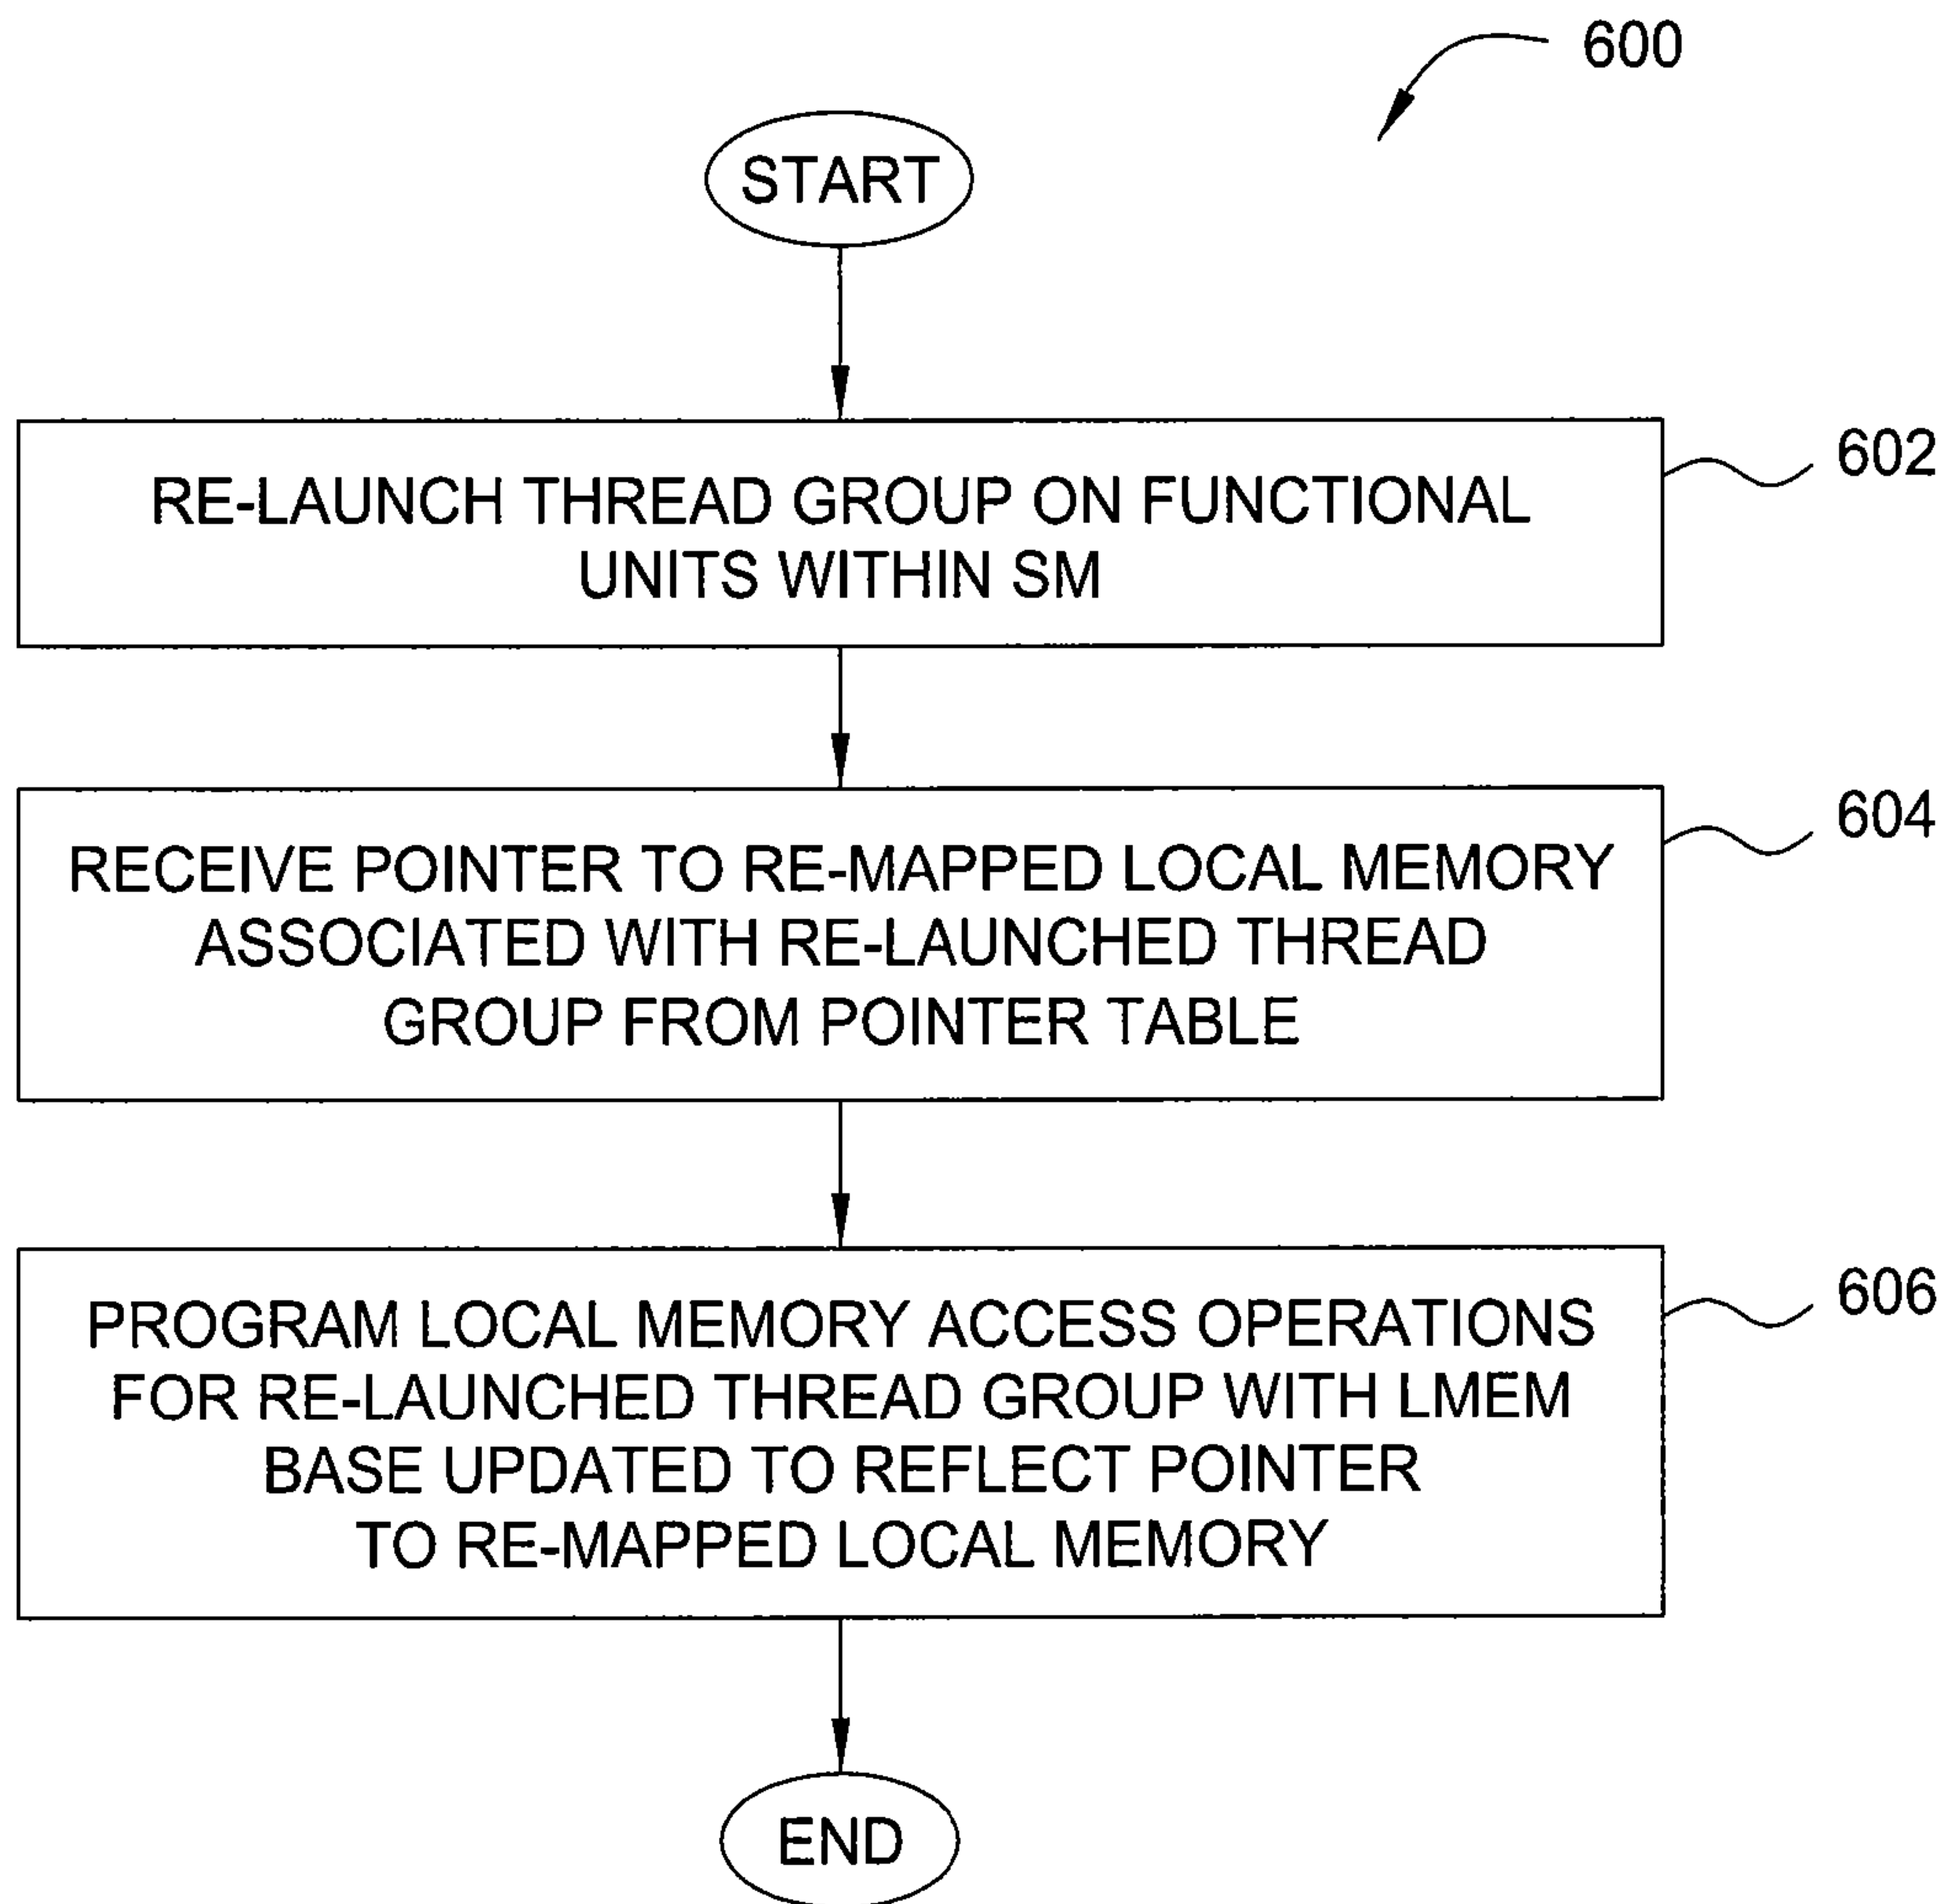 600
START
RE-LAUNCH THREAD GROUP ON FUNCTIONAL
UNITS WITHIN SM
602
RECEIVE POINTER TO RE-MAPPED LOCAL MEMORY
ASSOCIATED WITH RE-LAUNCHED THREAD
GROUP FROM POINTER TABLE
604
PROGRAM LOCAL MEMORY ACCESS OPERATIONS
FOR RE-LAUNCHED THREAD GROUP WITH LMEM
BASE UPDATED TO REFLECT POINTER
TO RE-MAPPED LOCAL MEMORY
606
END